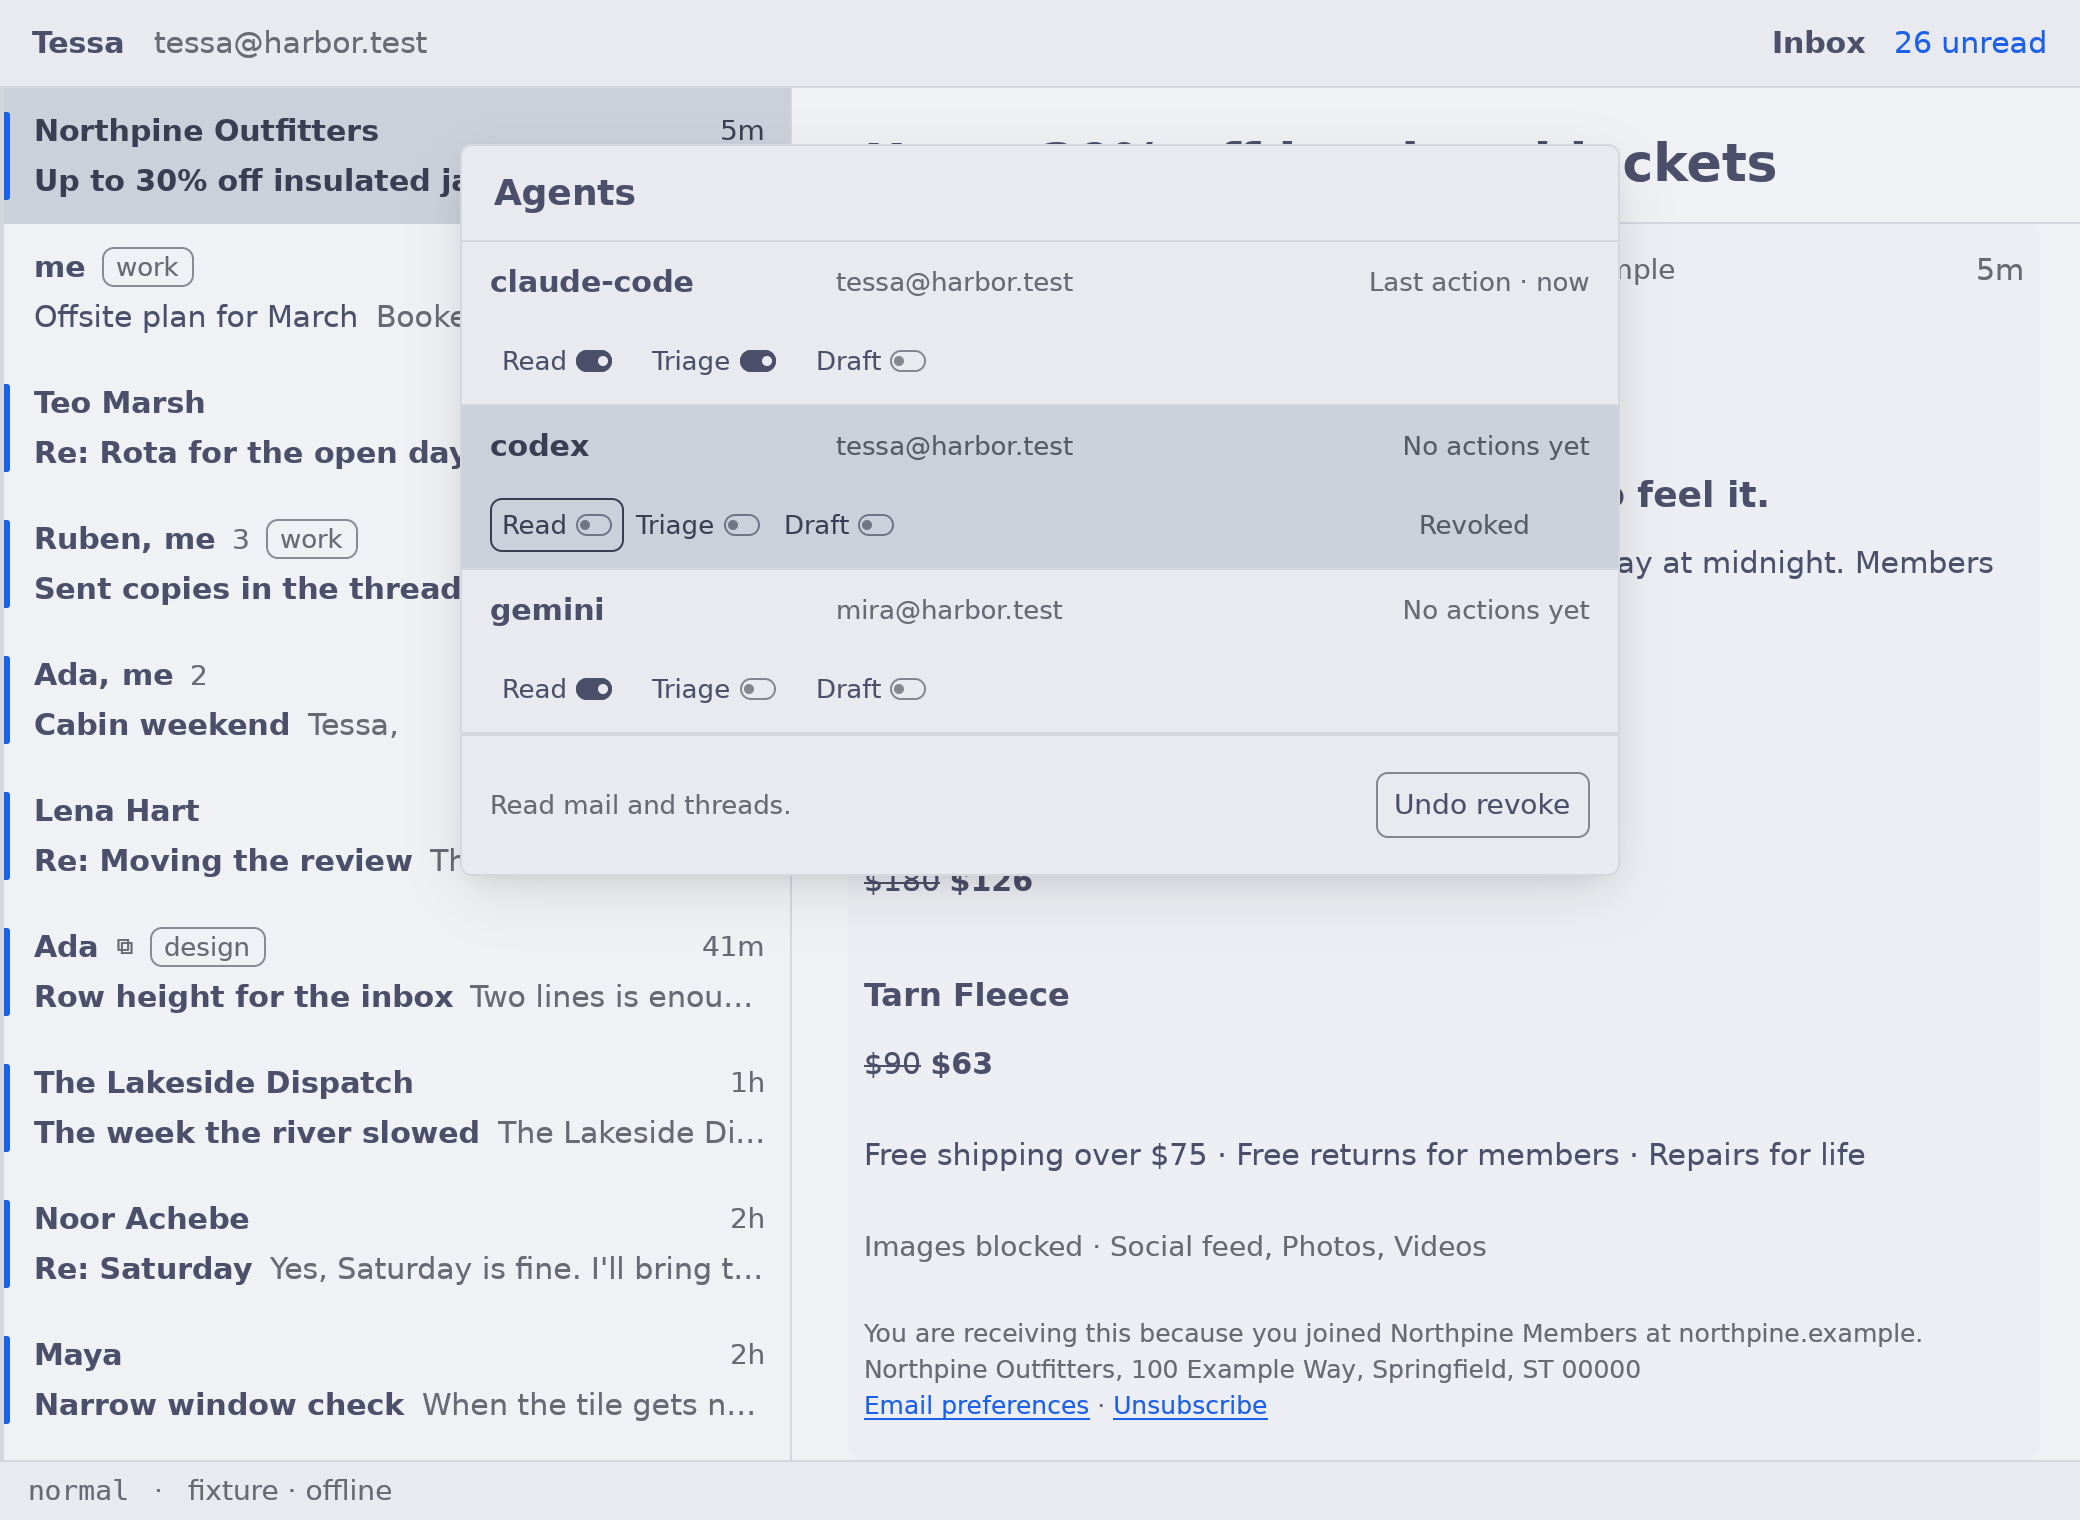 Tessa tessa@harbor.test
Inbox 26 unread
Northpine Outfitters 5m
Up to 30% off insulated ja
me work
Offsite plan for March Booke
Teo Marsh
Re: Rota for the open day
Ruben, me 3 work
Sent copies in the thread
Ada, me 2
Cabin weekend Tessa,
Lena Hart
Re: Moving the review Th
Ada design 41m
Row height for the inbox Two lines is enou…
The Lakeside Dispatch 1h
The week the river slowed The Lakeside Di…
Noor Achebe 2h
Re: Saturday Yes, Saturday is fine. I'll bring t…
Maya 2h
Narrow window check When the tile gets n…
Agents
claude-code tessa@harbor.test Last action · now
Read Triage Draft
codex tessa@harbor.test No actions yet
Read Triage Draft Revoked
gemini mira@harbor.test No actions yet
Read Triage Draft
Read mail and threads. Undo revoke
ckets
mple 5m
feel it.
ay at midnight. Members
$180 $126
Tarn Fleece
$90 $63
Free shipping over $75 · Free returns for members · Repairs for life
Images blocked · Social feed, Photos, Videos
You are receiving this because you joined Northpine Members at northpine.example.
Northpine Outfitters, 100 Example Way, Springfield, ST 00000
Email preferences · Unsubscribe
normal · fixture · offline